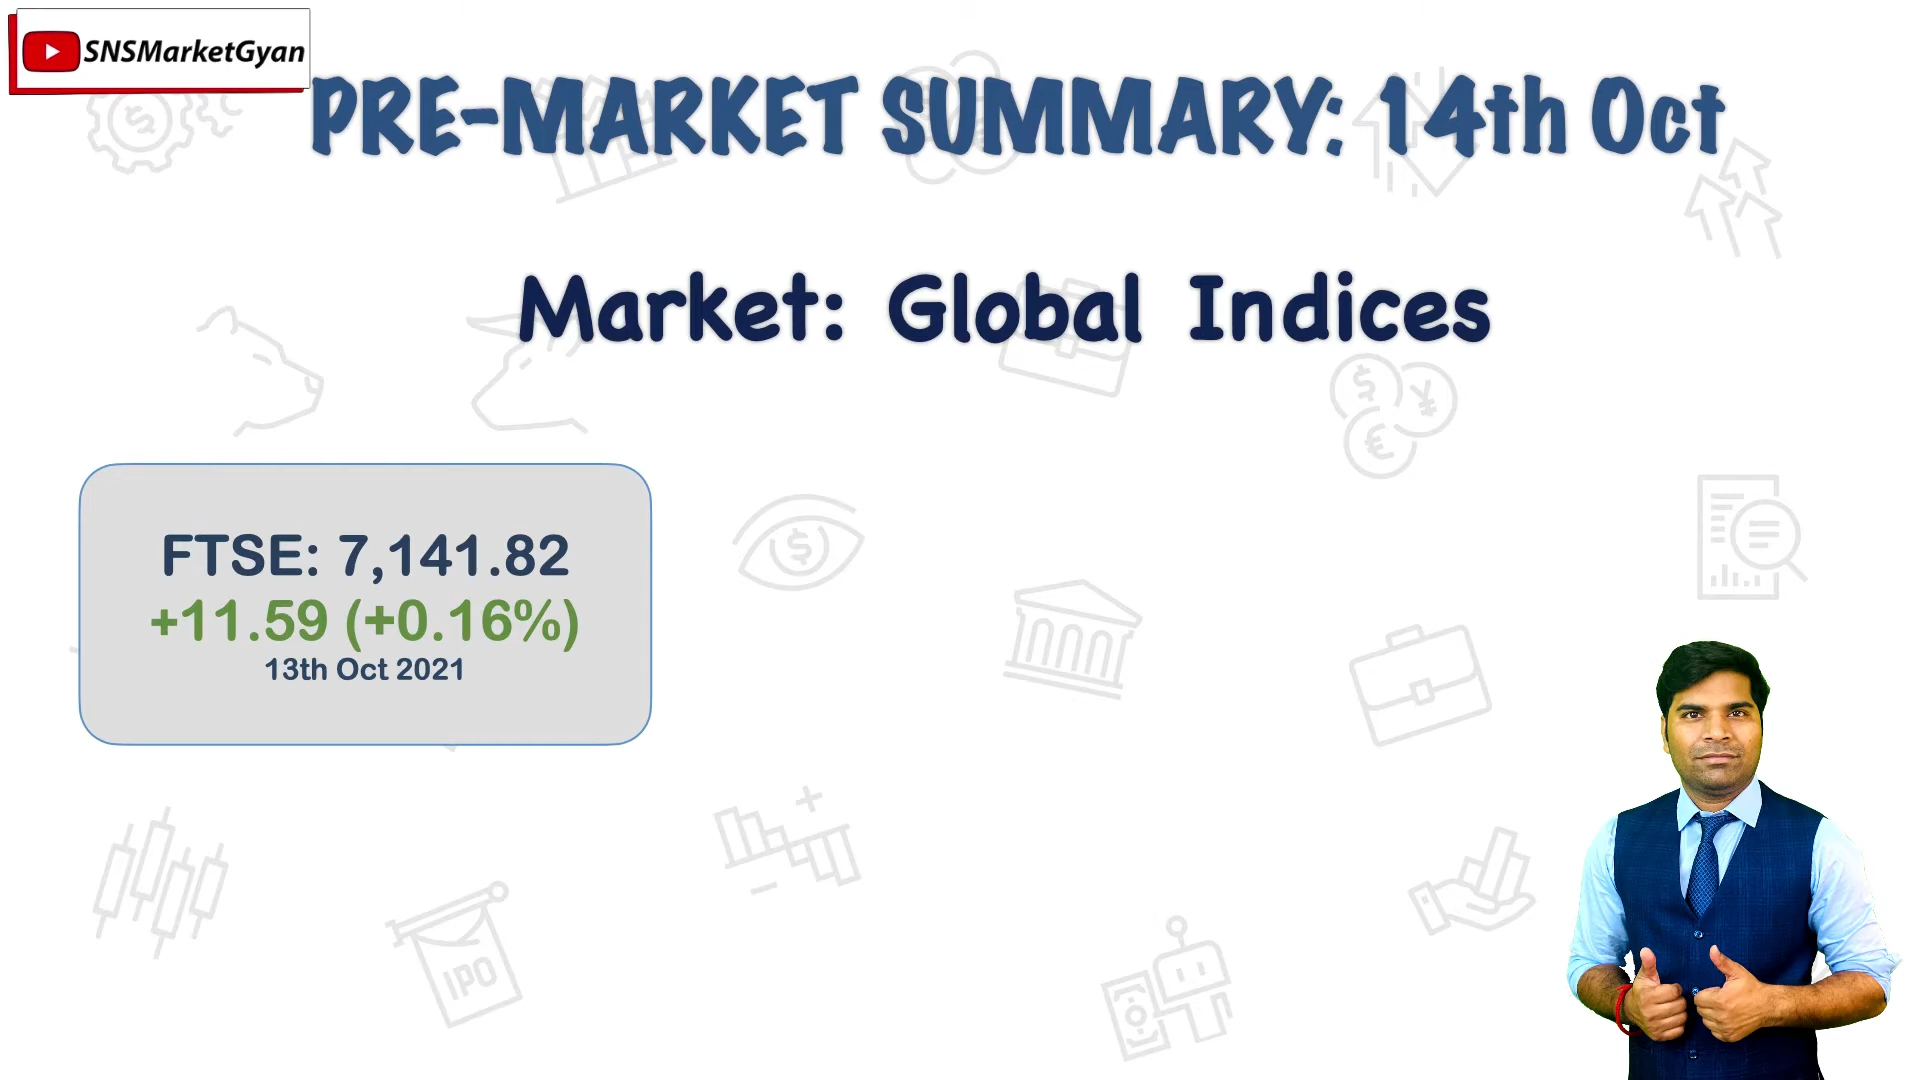 SNSMarketGyan
PRE-MARKET SUMMARY: 14th Oct
Market: Global Indices
FTSE: 7,141.82
+11.59 (+0.16%)
13th Oct 2021
IPO